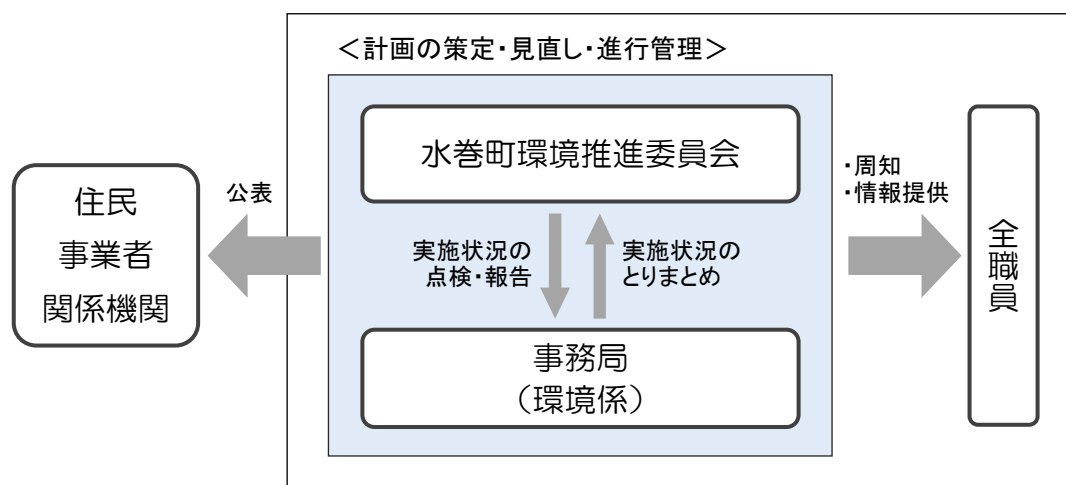 ＜計画の策定・見直し・進行管理＞
水巻町環境推進委員会
住民
事業者
関係機関
公表
実施状況の
点検・報告
実施状況の
とりまとめ
・周知
・情報提供
全職員
事務局
（環境係）